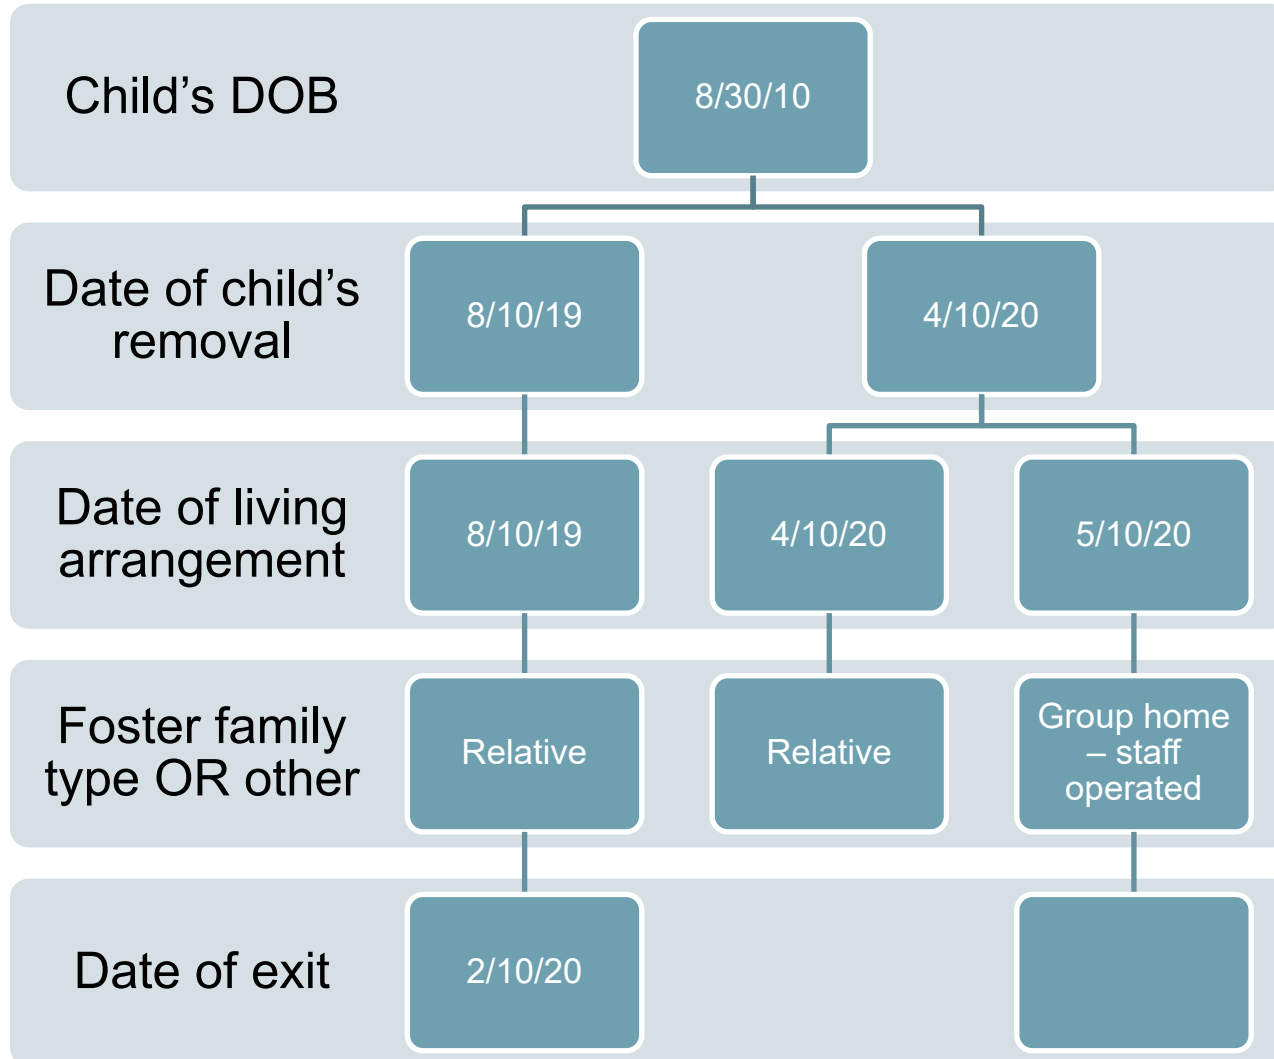 Child’s DOB
8/30/10
Date of child’s
removal
8/10/19
4/10/20
Date of living
arrangement
8/10/19
4/10/20
5/10/20
Foster family
type OR other
Relative
Relative
Group home
– staff
operated
Date of exit
2/10/20